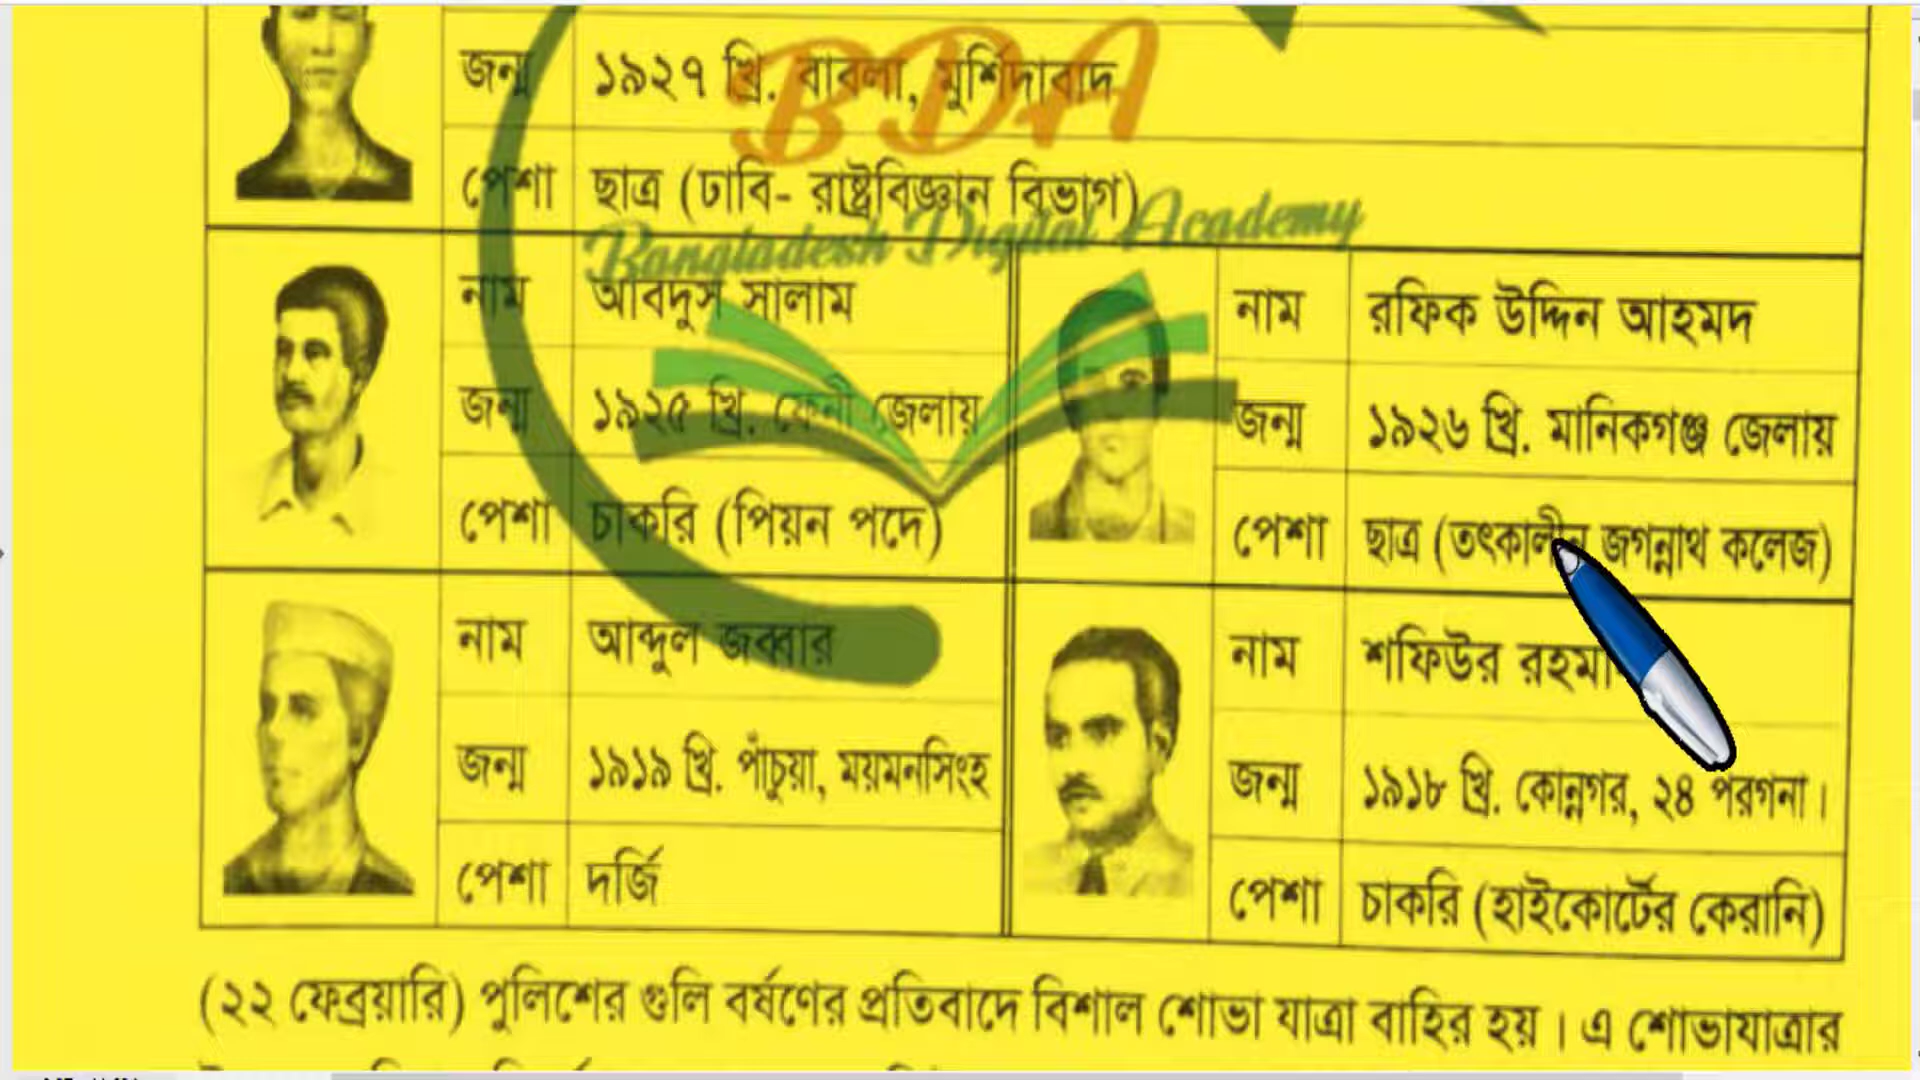 জন্ম ১৯২৭ খ্রি. বাবলা, মুর্শিদাবাদ
BDA
পেশা ছাত্র (ঢাবি- রাষ্ট্রবিজ্ঞান বিভাগ)
Bangladesh Digital Academy
নাম আবদুস সালাম
জন্ম ১৯২৫ খ্রি. ফেনী জেলায়
পেশা চাকরি (পিয়ন পদে)
নাম রফিক উদ্দিন আহমদ
জন্ম ১৯২৬ খ্রি. মানিকগঞ্জ জেলায়
পেশা ছাত্র (তৎকালীন জগন্নাথ কলেজ)
নাম আব্দুল জব্বার
জন্ম ১৯১৯ খ্রি. পাঁচুয়া, ময়মনসিংহ
পেশা দর্জি
নাম শফিউর
জন্ম ১৯১৮ খ্রি. কোন্নগর, ২৪ পরগনা।
পেশা চাকরি (হাইকোর্টের কেরানি)
(২২ ফেব্রয়ারি) পুলিশের গুলি বর্ষণের প্রতিবাদে বিশাল শোভা যাত্রা বাহির হয়। এ শোভাযাত্রার